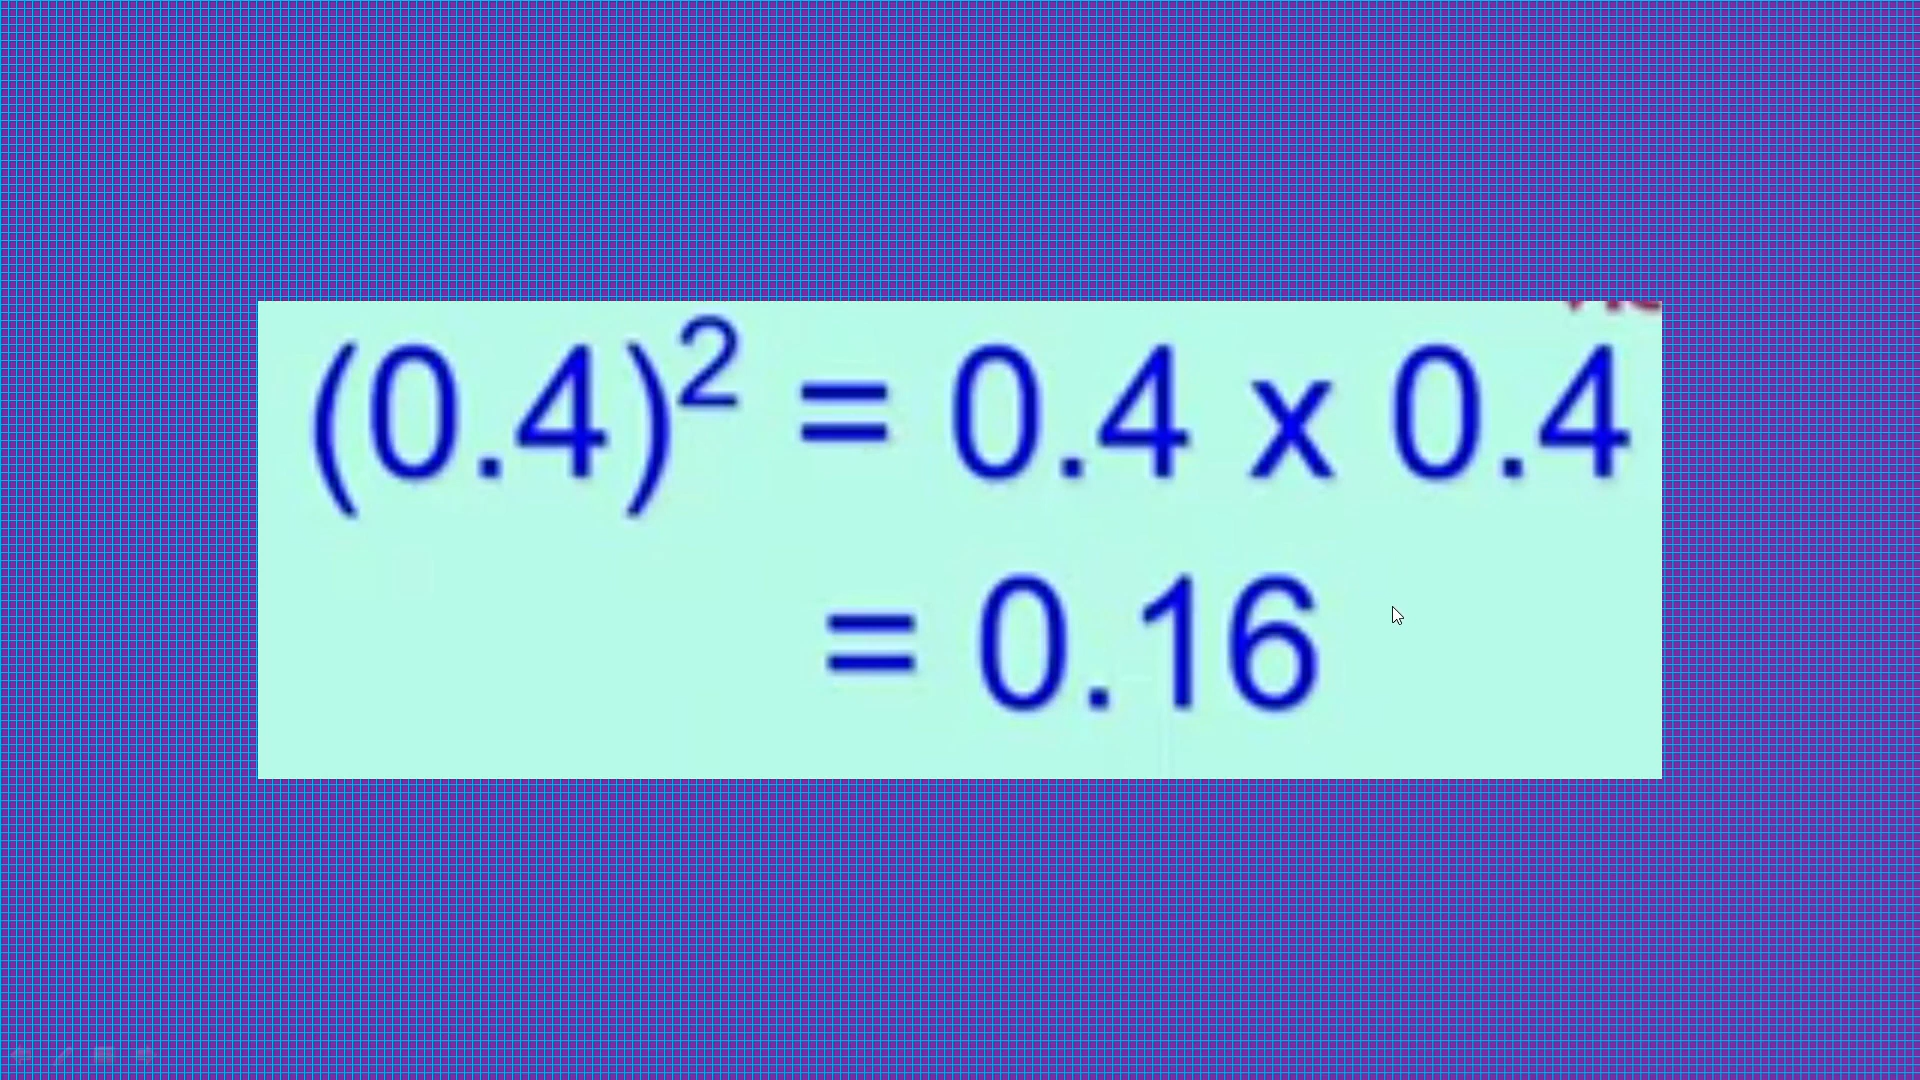 (0.4)² = 0.4 x 0.4
= 0.16